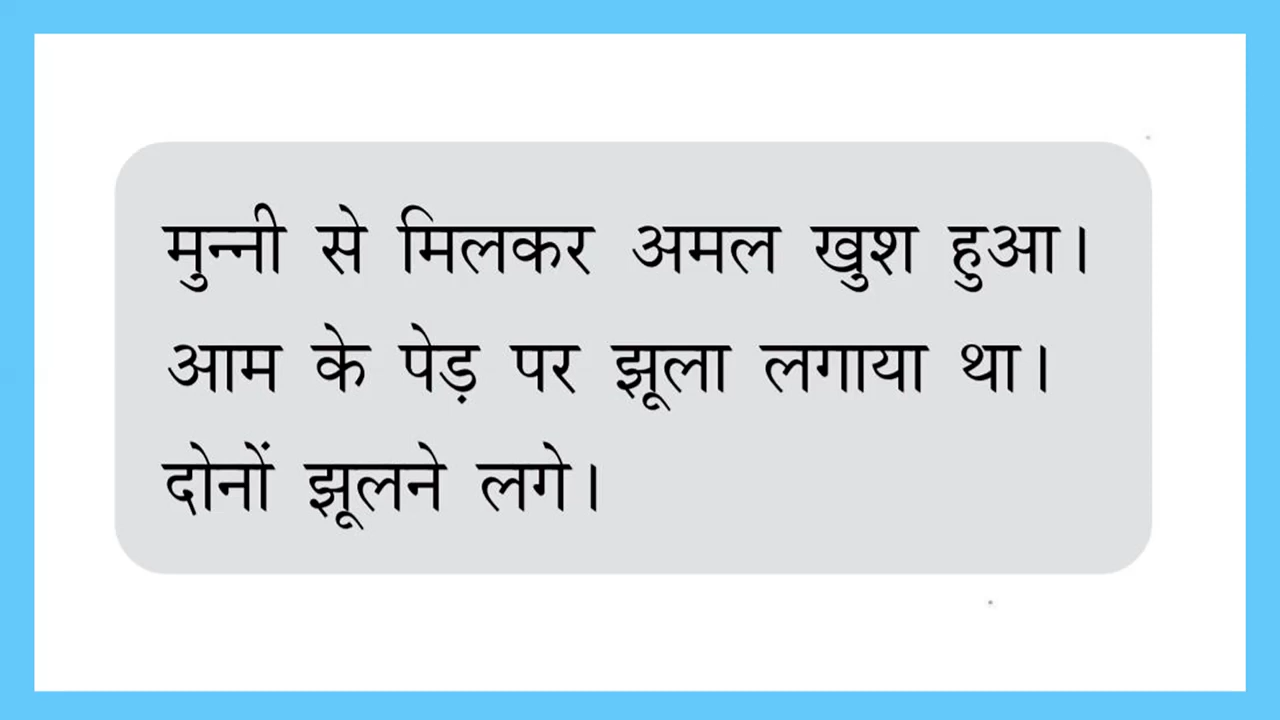 मुन्नी से मिलकर अमल खुश हुआ।
आम के पेड़ पर झूला लगाया था।
दोनों झूलने लगे।